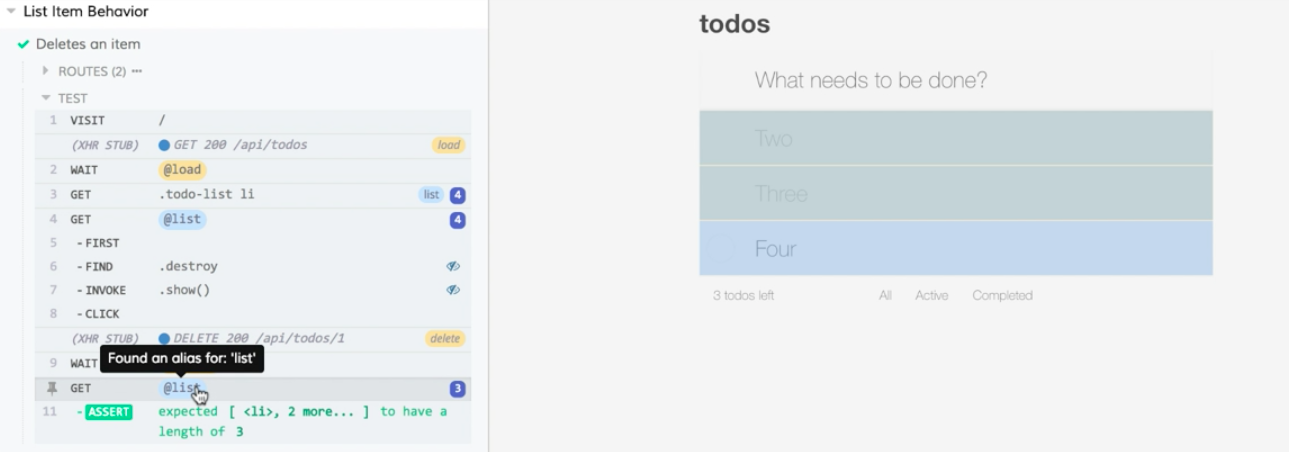 List Item Behavior
Deletes an item
ROUTES (2) ...
TEST
1 VISIT /
(XHR STUB) GET 200 /api/todos load
2 WAIT @load
3 GET .todo-list li list 4
4 GET @list 4
5 - FIRST
6 - FIND .destroy
7 - INVOKE .show()
8 - CLICK
(XHR STUB) DELETE 200 /api/todos/1 delete
9 WAIT
Found an alias for: 'list'
GET @list 3
11 - ASSERT expected [ <li>, 2 more... ] to have a
length of 3
todos
What needs to be done?
Two
Three
Four
3 todos left All Active Completed